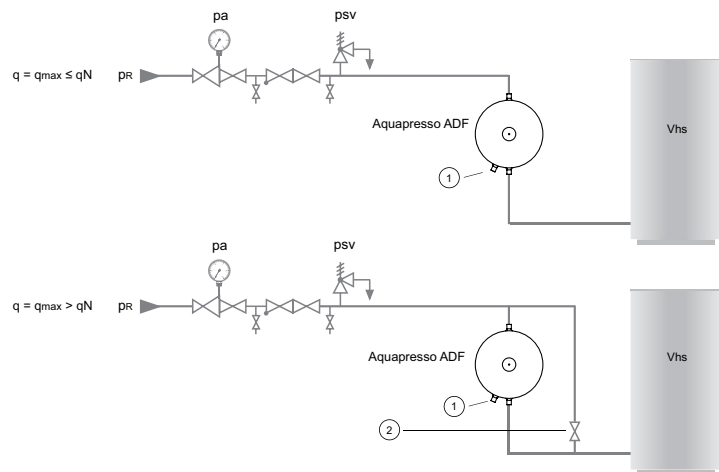 pa
psv
q = qmax ≤ qN
pR
Aquapresso ADF
Vhs
1
pa
psv
q = qmax > qN
pR
Aquapresso ADF
Vhs
1
2